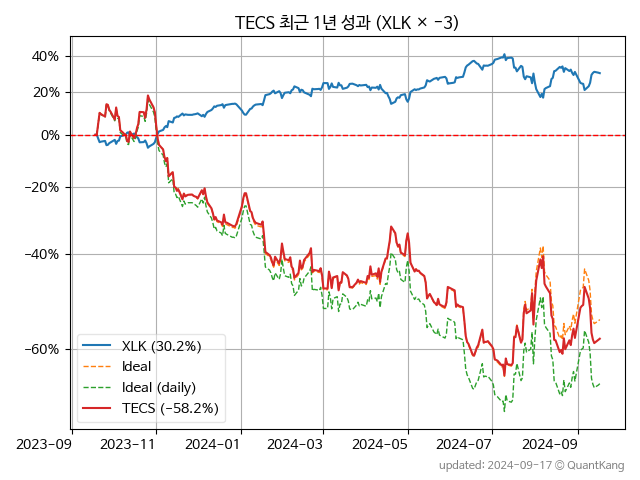 TECS 최근 1년 성과 (XLK × −3)
40%
20%
0%
−20%
−40%
−60%
XLK (30.2%)
Ideal
Ideal (daily)
TECS (-58.2%)
2023-09
2023-11
2024-01
2024-03
2024-05
2024-07
2024-09
updated: 2024-09-17 © QuantKang